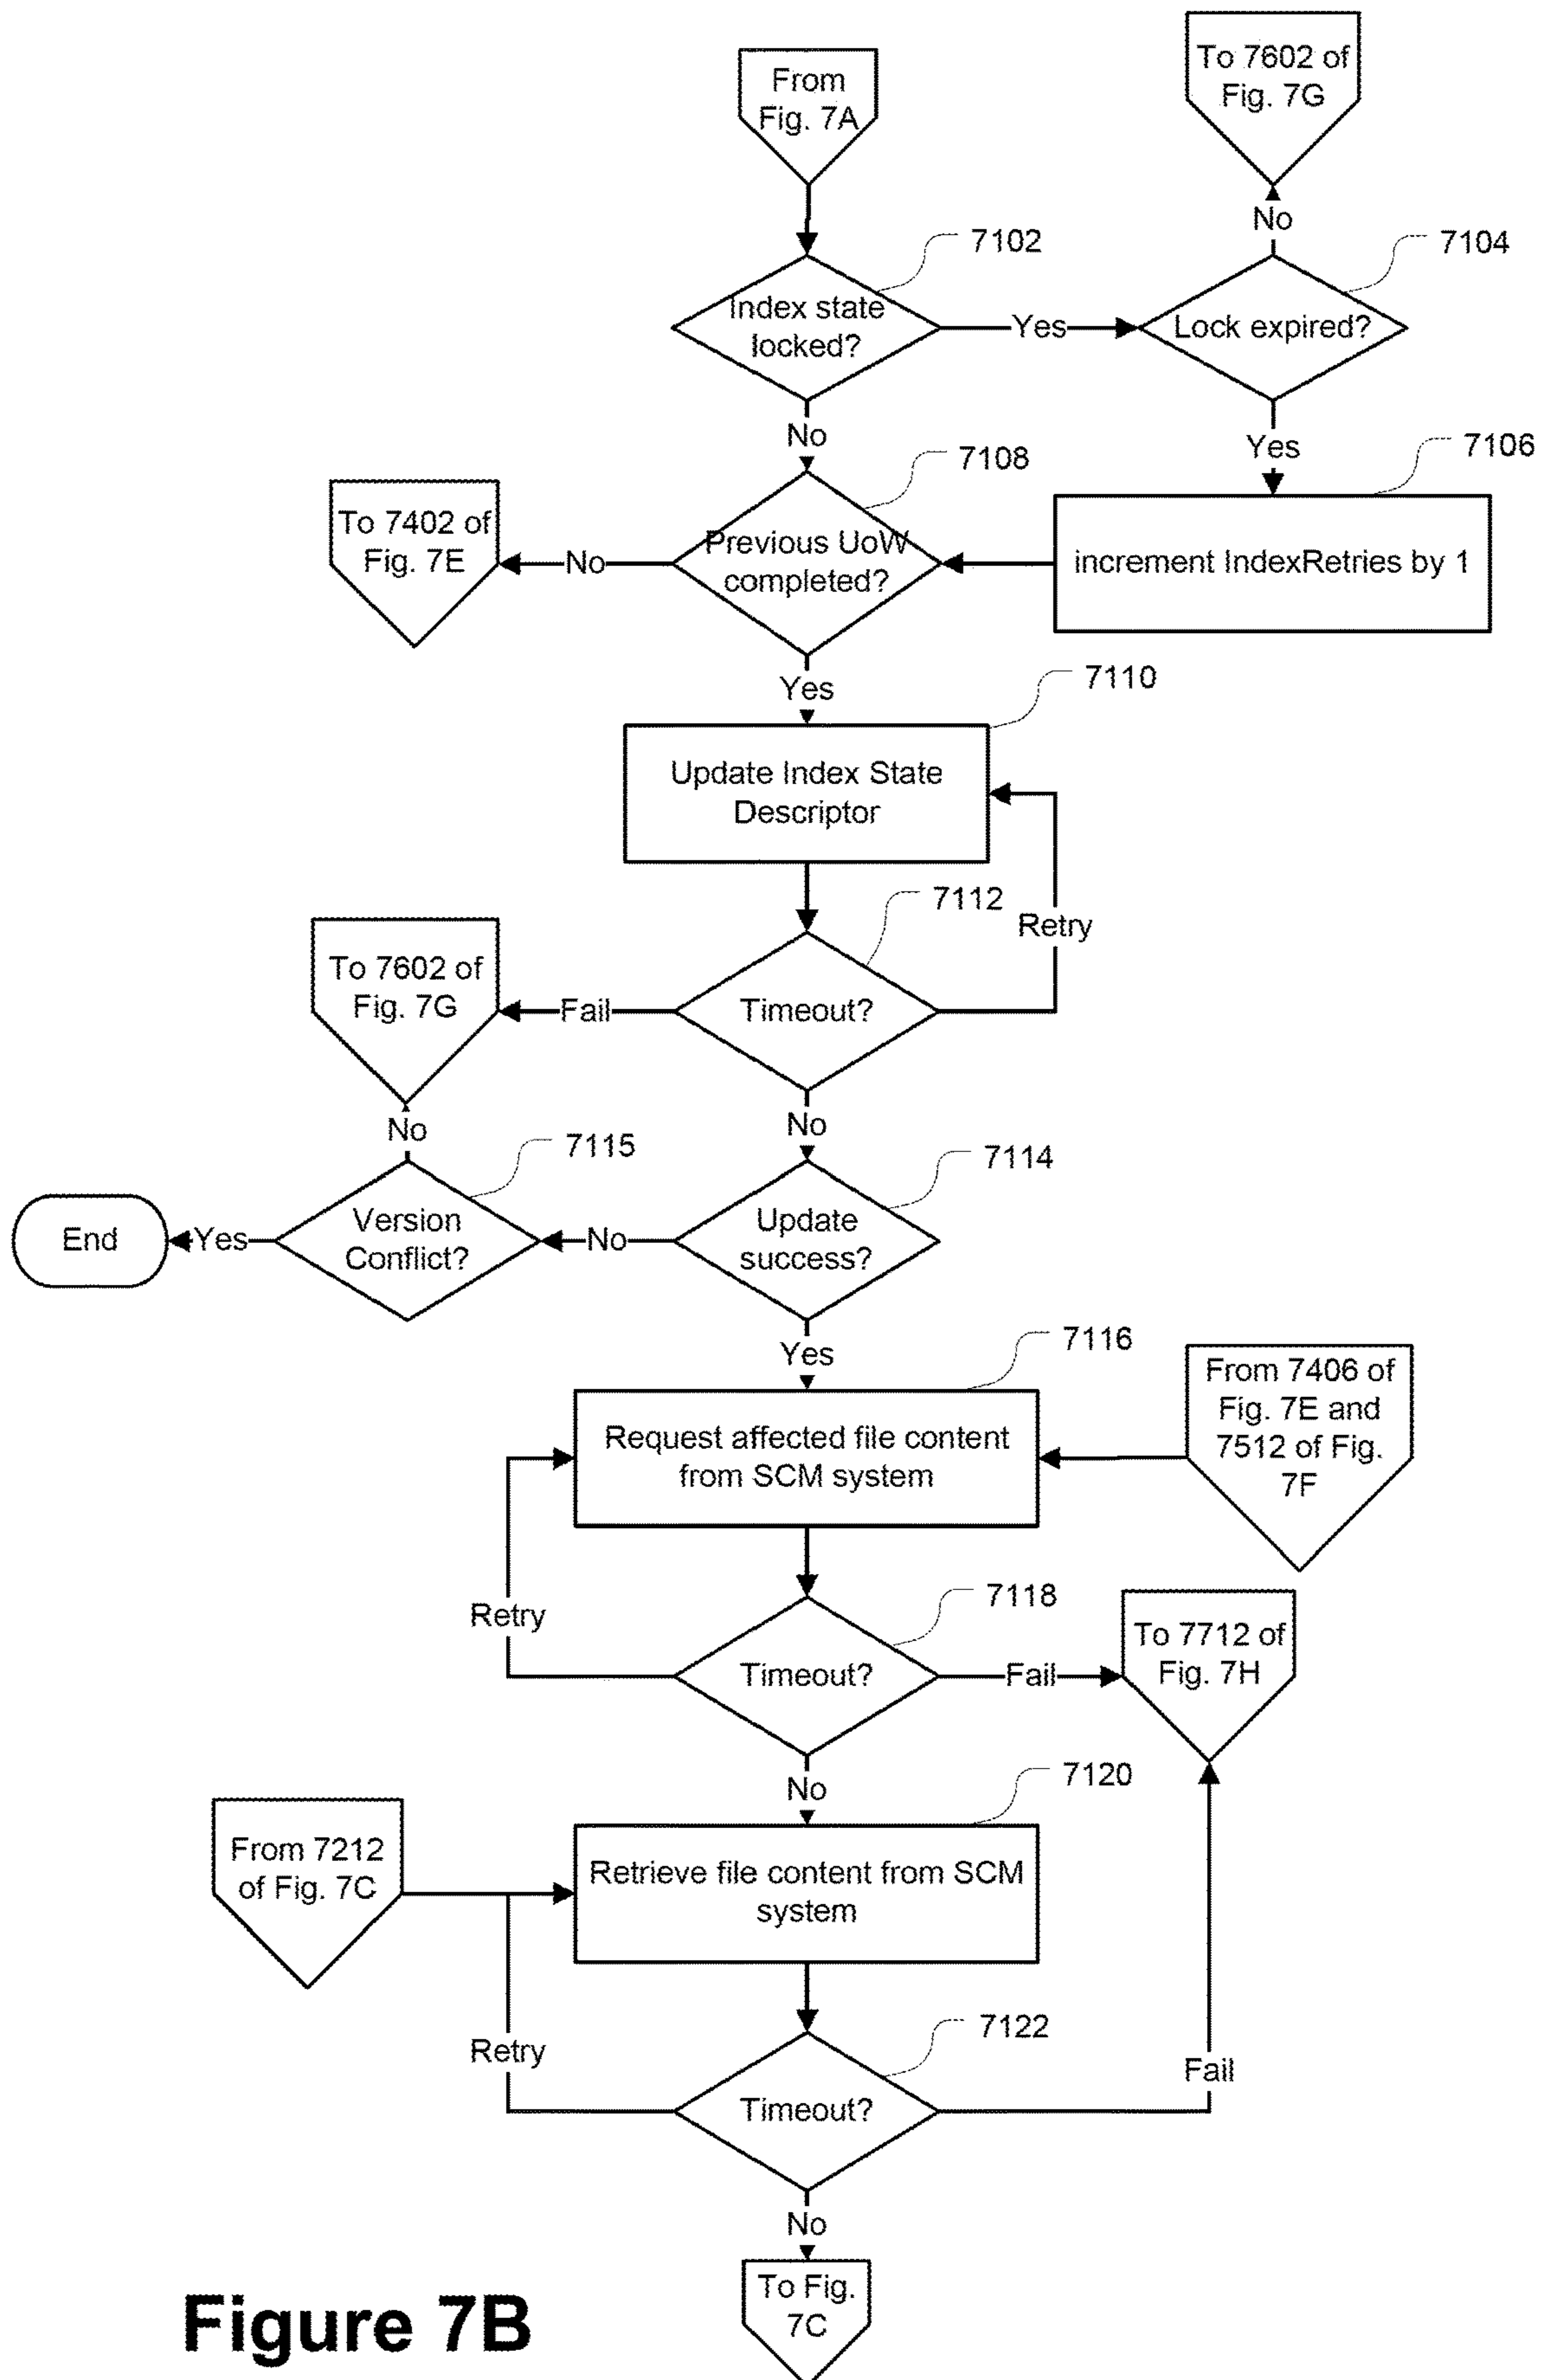 From
Fig. 7A
To 7602 of
Fig. 7G
No
7102
7104
Index state
locked?
Yes
Lock expired?
No
Yes
7108
7106
To 7402 of
Fig. 7E
No
Previous UoW
completed?
increment IndexRetries by 1
Yes
7110
Update Index State
Descriptor
7112
Retry
To 7602 of
Fig. 7G
Fail
Timeout?
No
No
7115
7114
End
Yes
Version
Conflict?
No
Update
success?
Yes
7116
Request affected file content
from SCM system
From 7406 of
Fig. 7E and
7512 of Fig.
7F
Retry
7118
Timeout?
Fail
To 7712 of
Fig. 7H
No
7120
From 7212
of Fig. 7C
Retrieve file content from SCM
system
Retry
7122
Timeout?
Fail
No
To Fig.
7C
Figure 7B